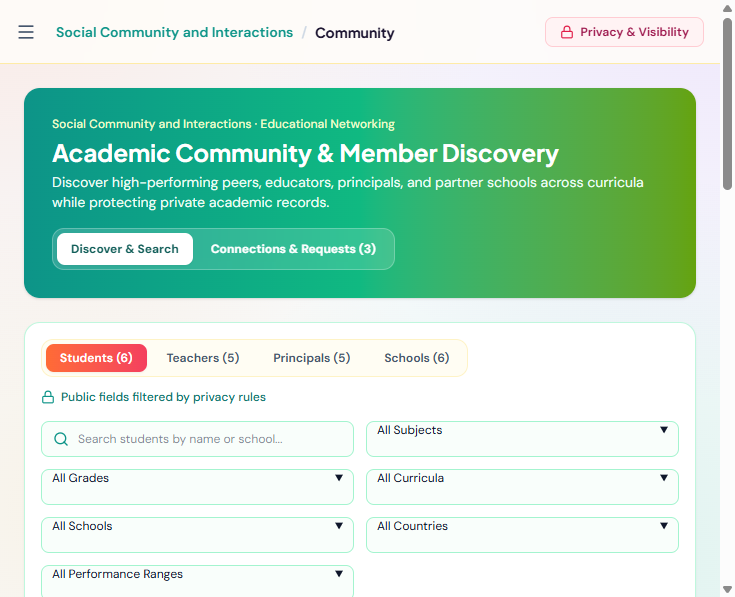 Social Community and Interactions / Community
Privacy & Visibility
Social Community and Interactions · Educational Networking
Academic Community & Member Discovery
Discover high-performing peers, educators, principals, and partner schools across curricula
while protecting private academic records.
Discover & Search
Connections & Requests (3)
Students (6)
Teachers (5)
Principals (5)
Schools (6)
Public fields filtered by privacy rules
Search students by name or school...
All Subjects
All Grades
All Curricula
All Schools
All Countries
All Performance Ranges